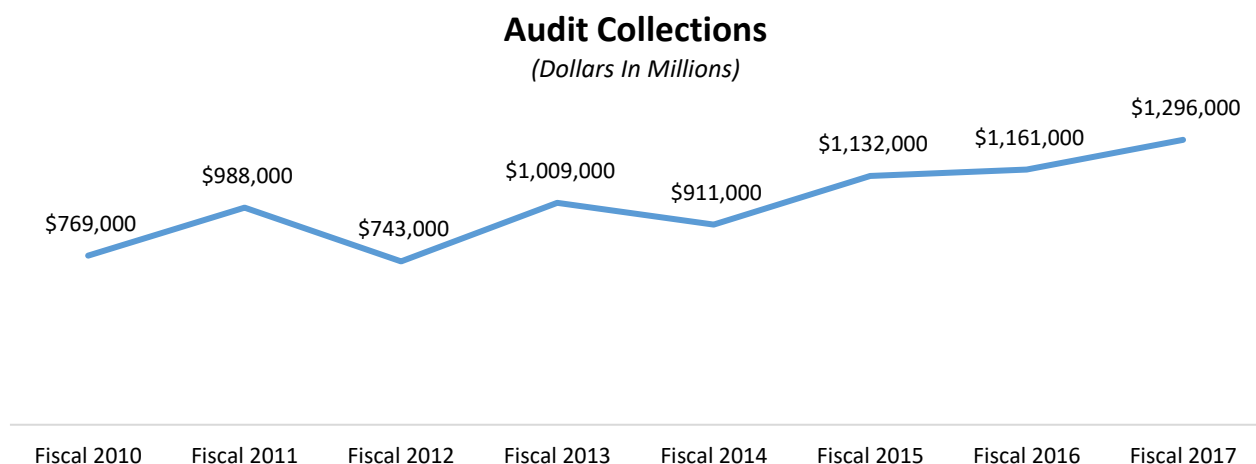 Audit Collections
(Dollars In Millions)
$1,296,000
$1,132,000
$1,161,000
$988,000
$1,009,000
$911,000
$769,000
$743,000
Fiscal 2010 Fiscal 2011 Fiscal 2012 Fiscal 2013 Fiscal 2014 Fiscal 2015 Fiscal 2016 Fiscal 2017